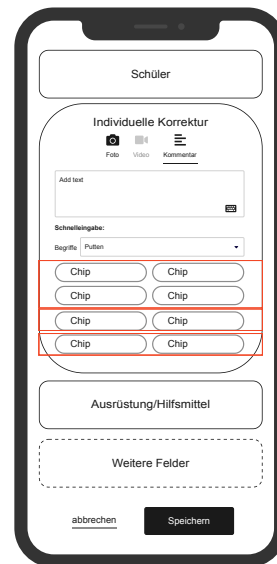 Schüler
Individuelle Korrektur
Foto Video Kommentar
Add text
Schnelleingabe:
Begriffe Putten
Chip Chip
Chip Chip
Chip Chip
Chip Chip
Ausrüstung/Hilfsmittel
Weitere Felder
abbrechen Speichern